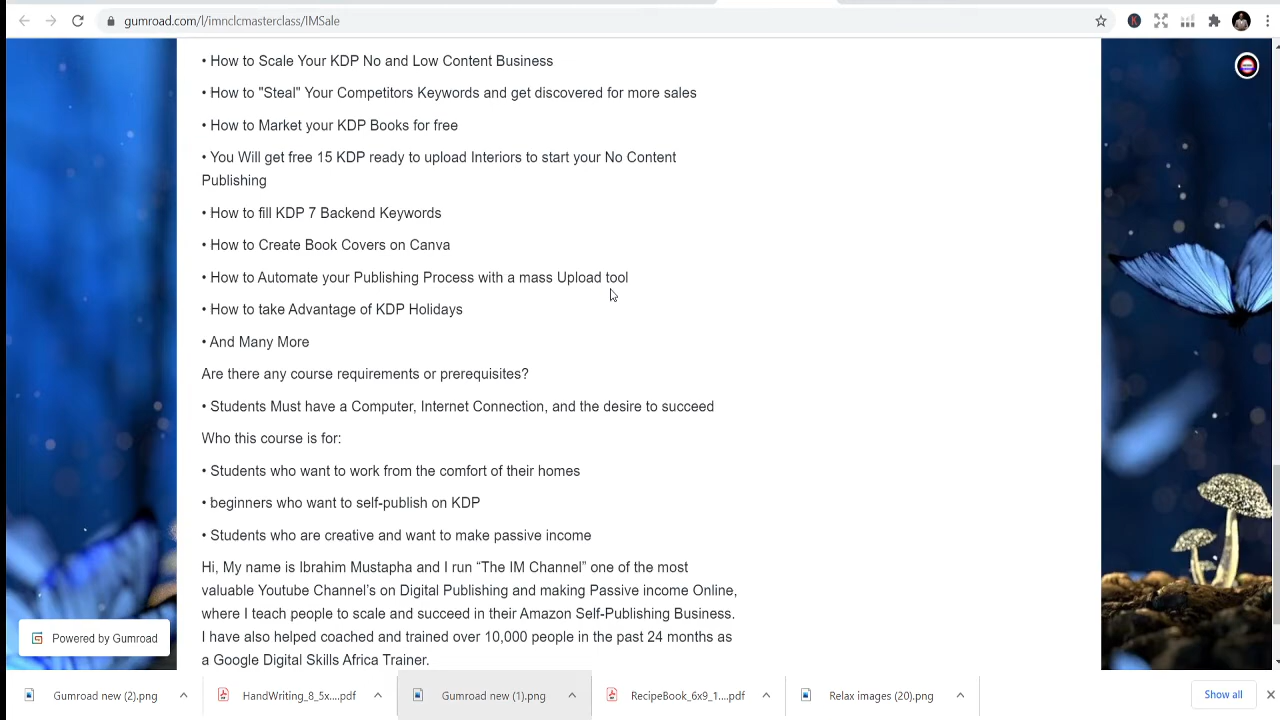 gumroad.com/l/imnclcmasterclass/IMSale
• How to Scale Your KDP No and Low Content Business
• How to "Steal" Your Competitors Keywords and get discovered for more sales
• How to Market your KDP Books for free
• You Will get free 15 KDP ready to upload Interiors to start your No Content
Publishing
• How to fill KDP 7 Backend Keywords
• How to Create Book Covers on Canva
• How to Automate your Publishing Process with a mass Upload tool
• How to take Advantage of KDP Holidays
• And Many More
Are there any course requirements or prerequisites?
• Students Must have a Computer, Internet Connection, and the desire to succeed
Who this course is for:
• Students who want to work from the comfort of their homes
• beginners who want to self-publish on KDP
• Students who are creative and want to make passive income
Hi, My name is Ibrahim Mustapha and I run “The IM Channel” one of the most
valuable Youtube Channel’s on Digital Publishing and making Passive income Online,
where I teach people to scale and succeed in their Amazon Self-Publishing Business.
I have also helped coached and trained over 10,000 people in the past 24 months as
a Google Digital Skills Africa Trainer.
Powered by Gumroad
Gumroad new (2).png
HandWriting_8_5x....pdf
Gumroad new (1).png
RecipeBook_6x9_1....pdf
Relax images (20).png
Show all